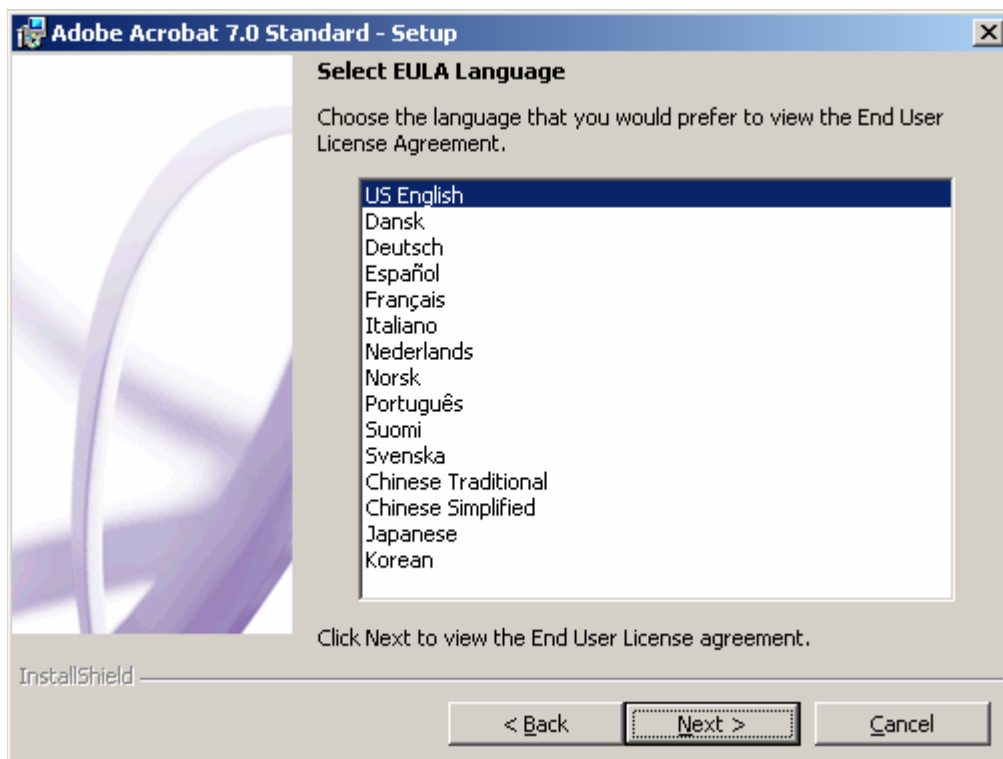 Adobe Acrobat 7.0 Standard - Setup
Select EULA Language
Choose the language that you would prefer to view the End User
License Agreement.
US English
Dansk
Deutsch
Español
Français
Italiano
Nederlands
Norsk
Português
Suomi
Svenska
Chinese Traditional
Chinese Simplified
Japanese
Korean
Click Next to view the End User License agreement.
InstallShield
< Back Next > Cancel